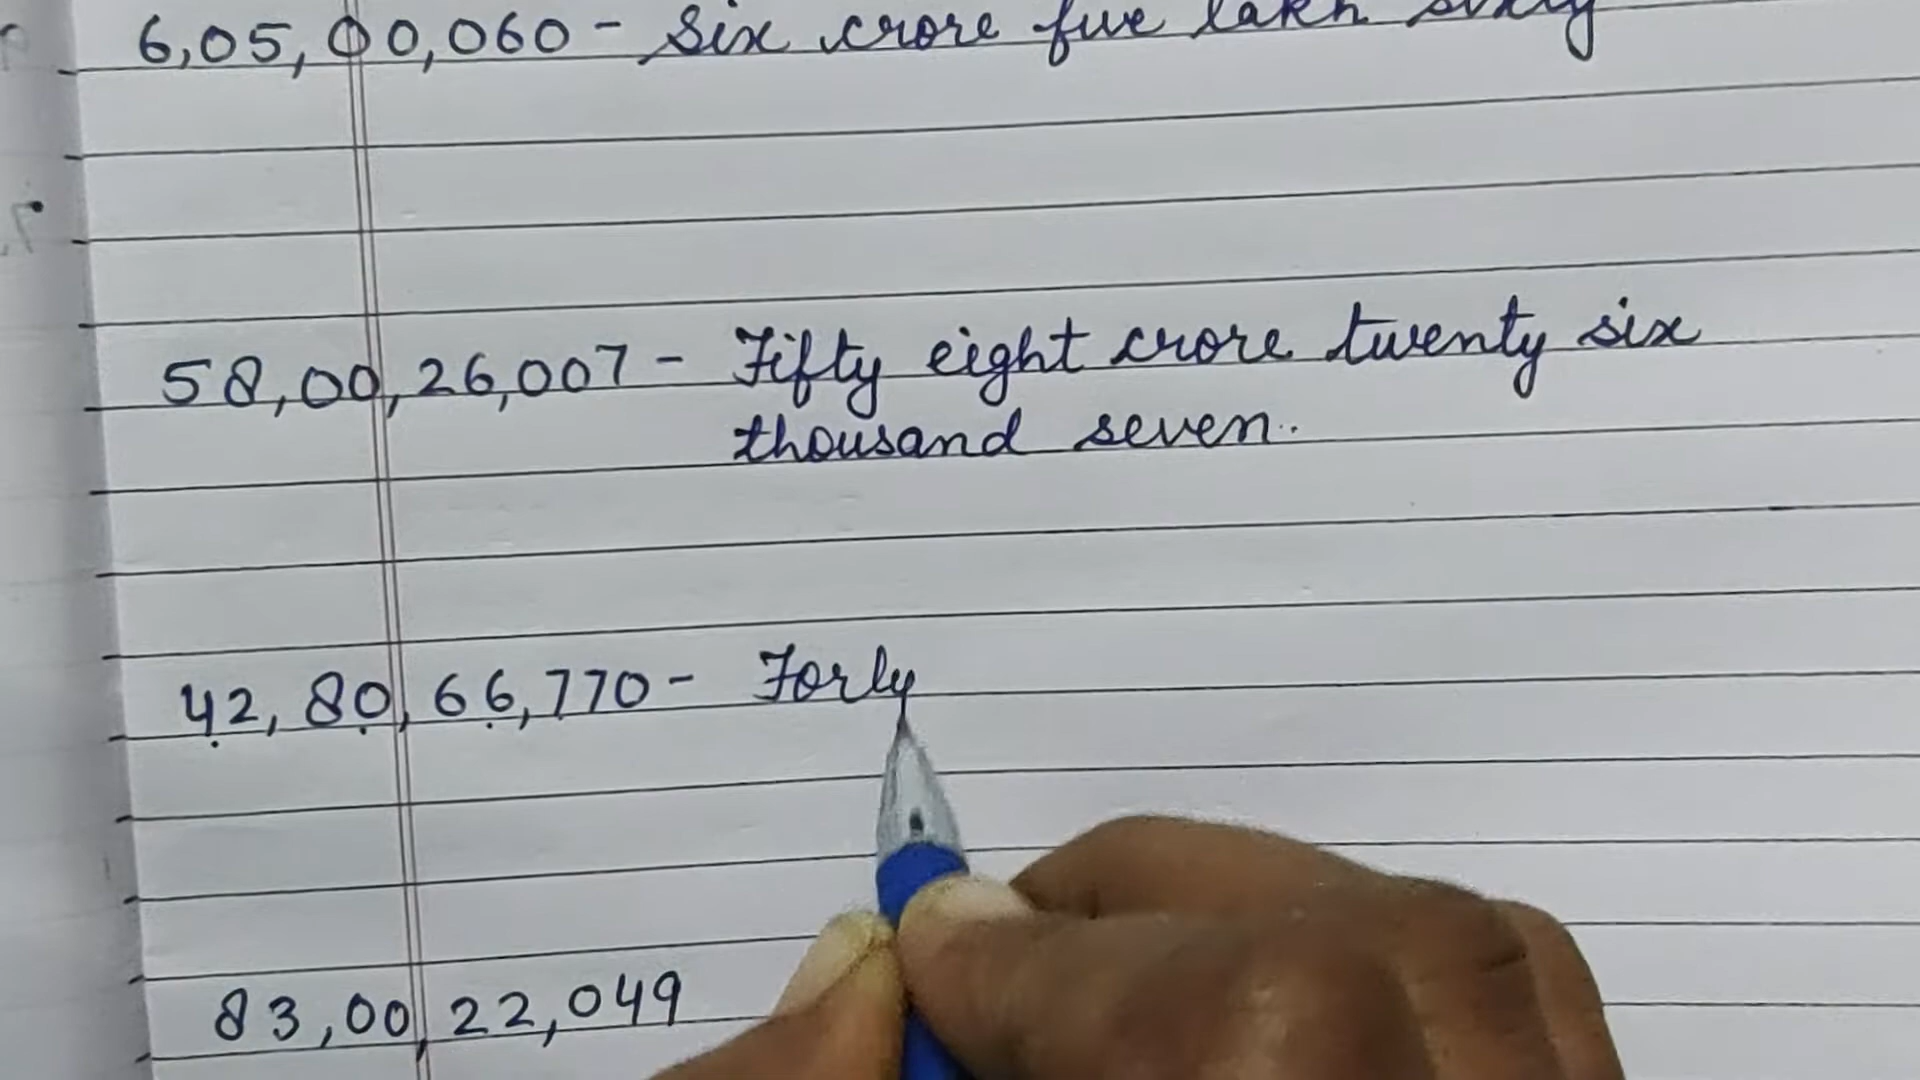 6,05,00,060 - Six crore five lakh sixty
58,00,26,007 - Fifty eight crore twenty six
thousand seven.
42,80,66,770 - Forty
83,00,22,049